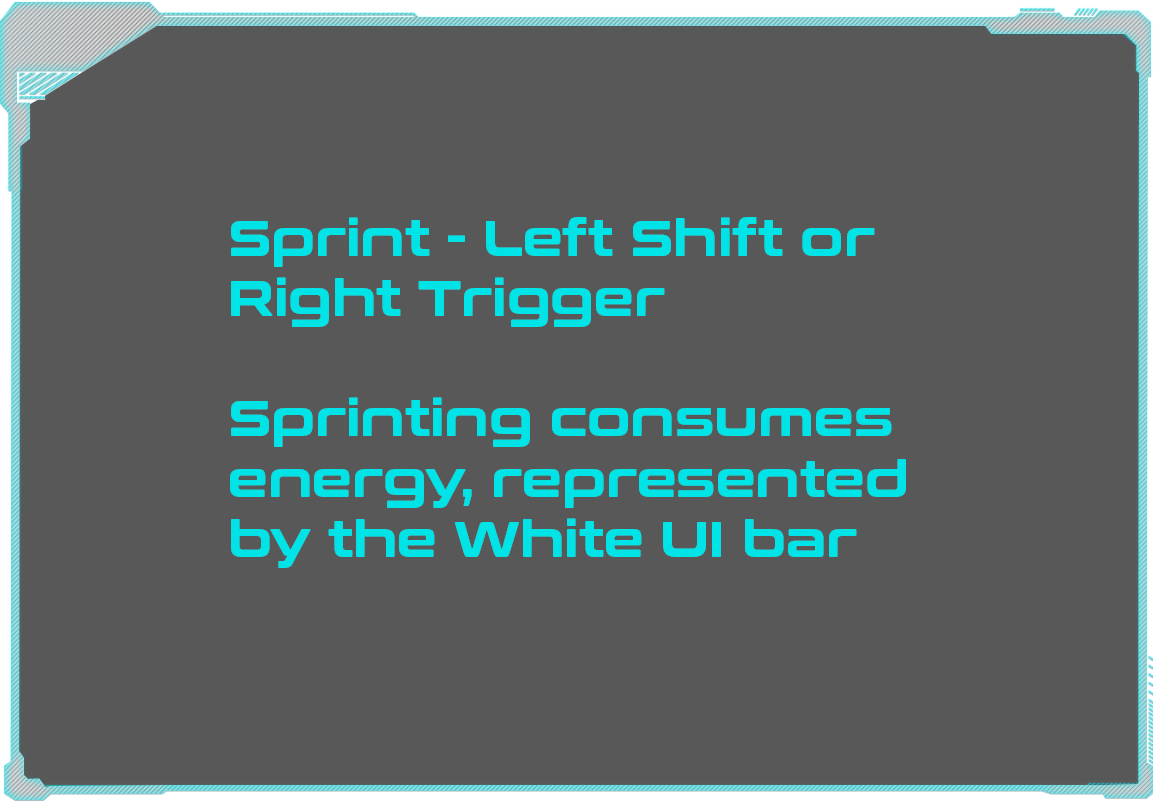 Sprint - Left Shift or
Right Trigger
Sprinting consumes
energy, represented
by the White UI bar